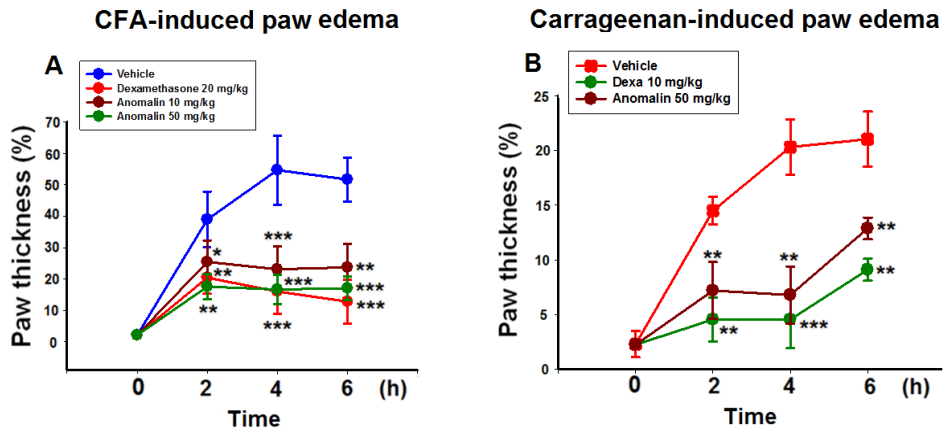 CFA-induced paw edema
A
Vehicle
Dexamethasone 20 mg/kg
Anomalin 10 mg/kg
Anomalin 50 mg/kg
Paw thickness (%)
70
60
50
40
30
20
10
0
*
**
**
***
***
***
**
***
***
0 2 4 6 (h)
Time
Carrageenan-induced paw edema
B
Vehicle
Dexa 10 mg/kg
Anomalin 50 mg/kg
Paw thickness (%)
25
20
15
10
5
0
**
**
**
***
**
**
0 2 4 6 (h)
Time